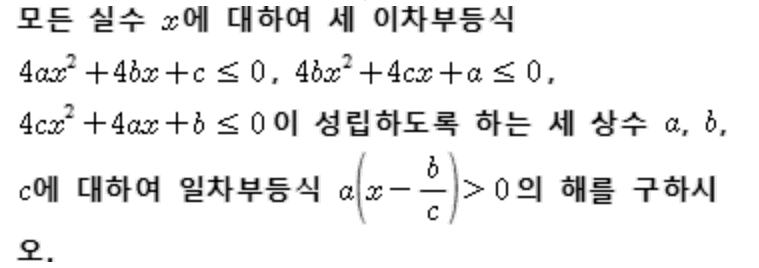 모든 실수 x에 대하여 세 이차부등식
4ax² + 4bx + c ≤ 0, 4bx² + 4cx + a ≤ 0,
4cx² + 4ax + b ≤ 0이 성립하도록 하는 세 상수 a, b,
c에 대하여 일차부등식 a(x − b/c) > 0의 해를 구하시
오.